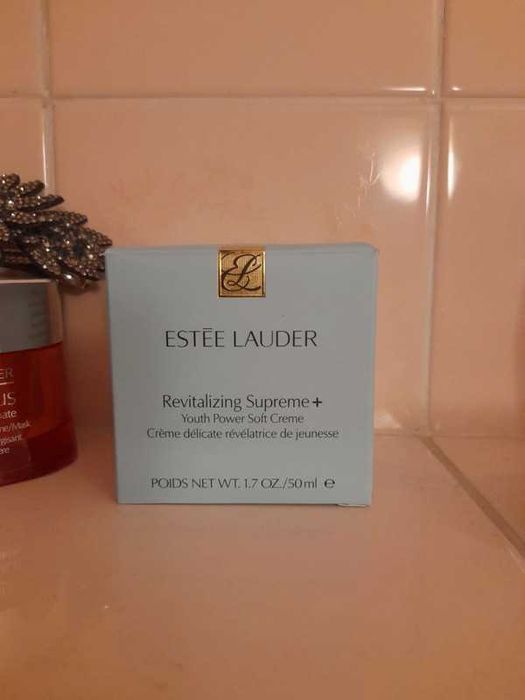 EL
ESTĒE LAUDER
Revitalizing Supreme+
Youth Power Soft Creme
Crème délicate révélatrice de jeunesse
POIDS NET WT. 1.7 OZ./50 ml ℮